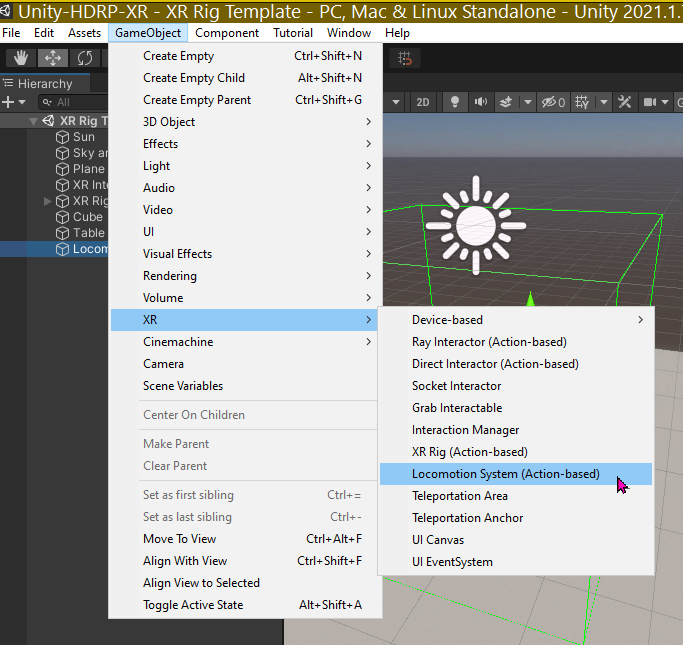 Unity-HDRP-XR - XR Rig Template - PC, Mac & Linux Standalone - Unity 2021.1.
File Edit Assets GameObject Component Tutorial Window Help
Hierarchy
All
2D
0
XR Rig T
Sun
Sky an
Plane
XR Inte
XR Rig
Cube
Table
Locom
Create Empty Ctrl+Shift+N
Create Empty Child Alt+Shift+N
Create Empty Parent Ctrl+Shift+G
3D Object
Effects
Light
Audio
Video
UI
Visual Effects
Rendering
Volume
XR
Cinemachine
Camera
Scene Variables
Center On Children
Make Parent
Clear Parent
Set as first sibling Ctrl+=
Set as last sibling Ctrl+-
Move To View Ctrl+Alt+F
Align With View Ctrl+Shift+F
Align View to Selected
Toggle Active State Alt+Shift+A
Device-based
Ray Interactor (Action-based)
Direct Interactor (Action-based)
Socket Interactor
Grab Interactable
Interaction Manager
XR Rig (Action-based)
Locomotion System (Action-based)
Teleportation Area
Teleportation Anchor
UI Canvas
UI EventSystem